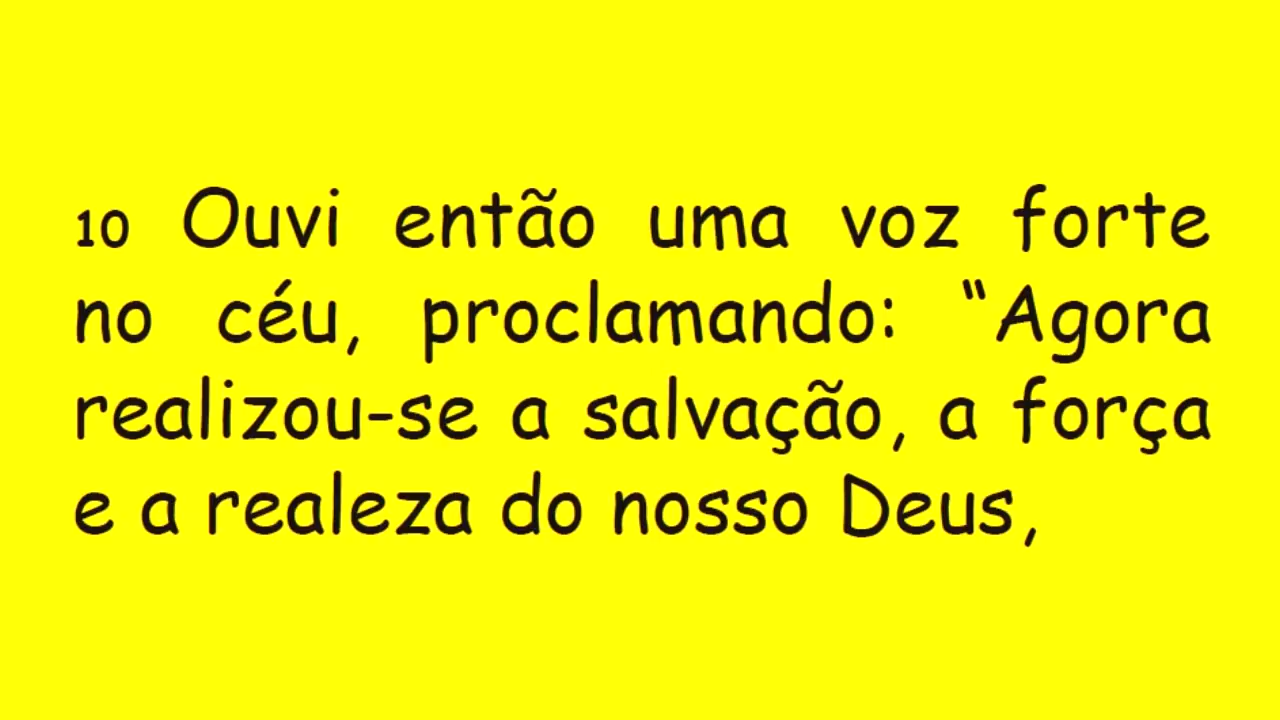 10 Ouvi então uma voz forte
no céu, proclamando: “Agora
realizou-se a salvação, a força
e a realeza do nosso Deus,